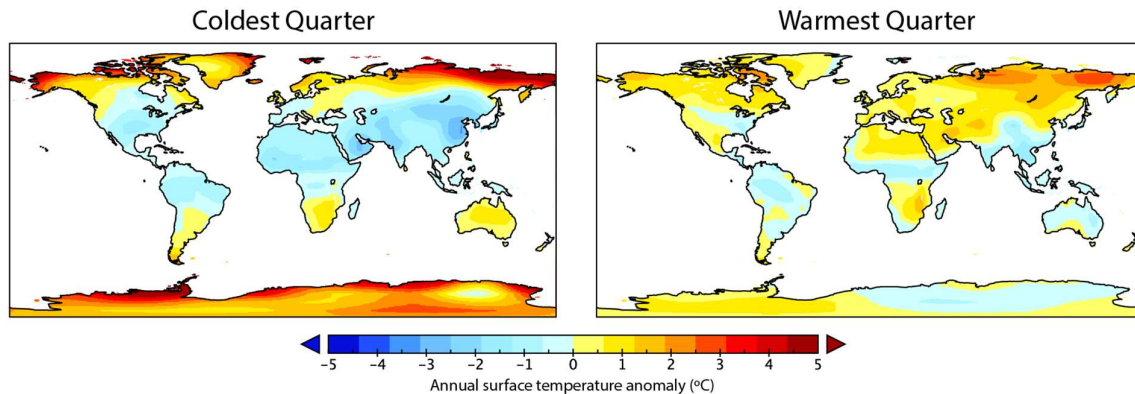 Coldest Quarter
Warmest Quarter
-5 -4 -3 -2 -1 0 1 2 3 4 5
Annual surface temperature anomaly (ºC)